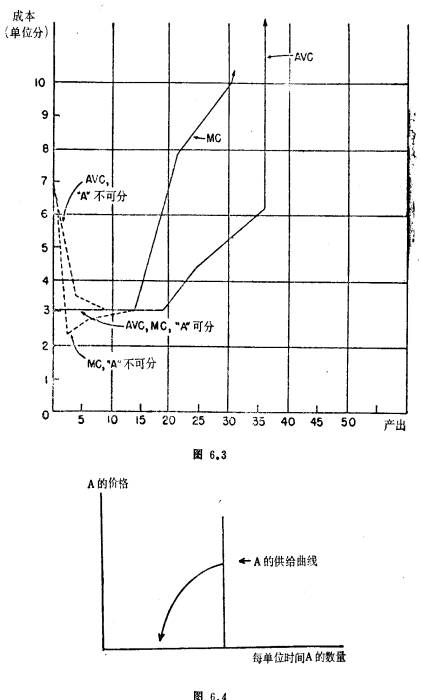 成本
(单位分)
AVC
10
9
MC
8
7
AVC,
"A" 不可分
6
5
4
3
AVC, MC, "A" 可分
2
MC, "A" 不可分
1
0
5 10 15 20 25 30 35 40 45 50 产出
图 6.3
A 的价格
A 的供给曲线
每单位时间 A 的数量
图 6.4